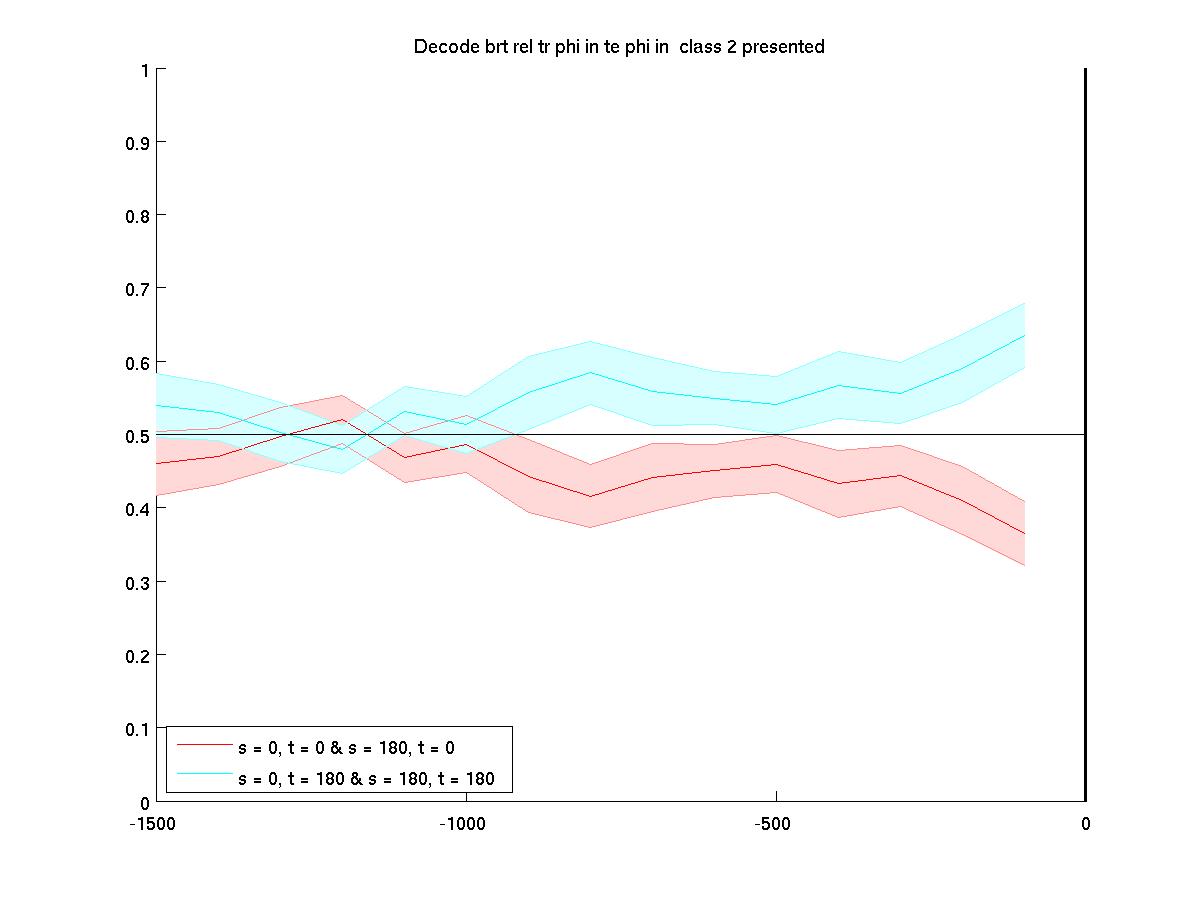 Decode brt rel tr phi in te phi in  class 2 presented
1
0.9
0.8
0.7
0.6
0.5
0.4
0.3
0.2
0.1
0
s = 0, t = 0 & s = 180, t = 0
s = 0, t = 180 & s = 180, t = 180
-1500 -1000 -500 0